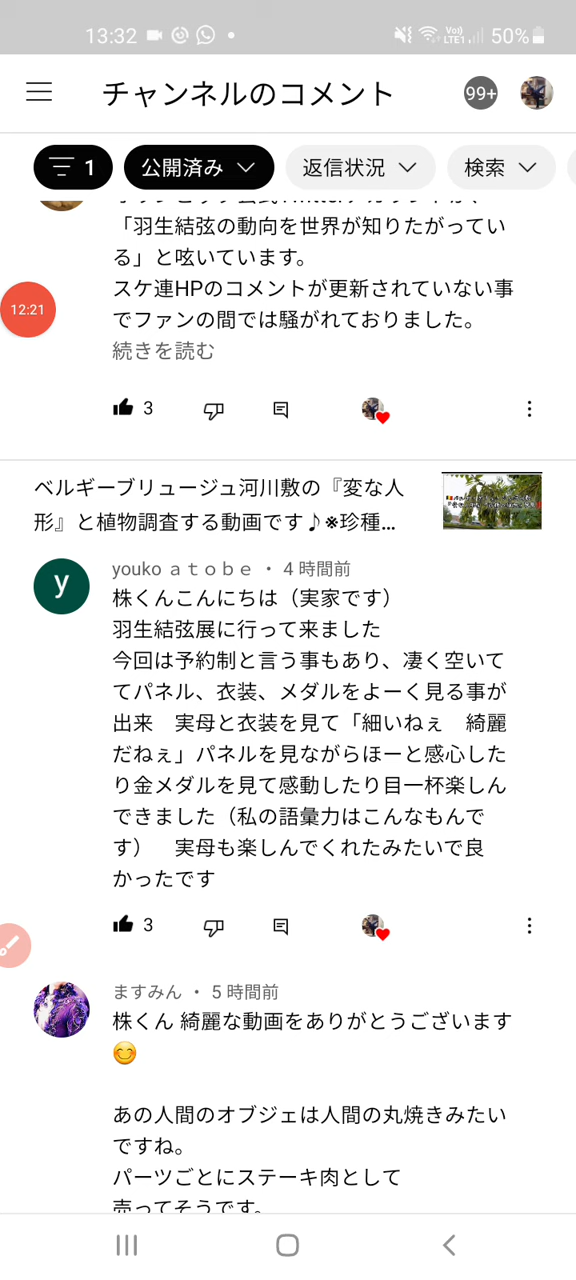 13:32
Vo)) LTE1 50%
チャンネルのコメント
99+
1 公開済み 返信状況 検索
「羽生結弦の動向を世界が知りたがってい
る」と呟いています。
スケ連HPのコメントが更新されていない事
でファンの間では騒がれておりました。
続きを読む
12:21
3
ベルギーブリュージュ河川敷の『変な人
形』と植物調査する動画です♪※珍種...
y
youko ａｔｏｂｅ ・ 4 時間前
株くんこんにちは（実家です）
羽生結弦展に行って来ました
今回は予約制と言う事もあり、凄く空いて
てパネル、衣装、メダルをよーく見る事が
出来　実母と衣装を見て「細いねぇ　綺麗
だねぇ」パネルを見ながらほーと感心した
り金メダルを見て感動したり目一杯楽しん
できました（私の語彙力はこんなもんで
す）　実母も楽しんでくれたみたいで良
かったです
3
ますみん ・ 5 時間前
株くん 綺麗な動画をありがとうございます
😊
あの人間のオブジェは人間の丸焼きみたい
ですね。
パーツごとにステーキ肉として
売ってそうです。